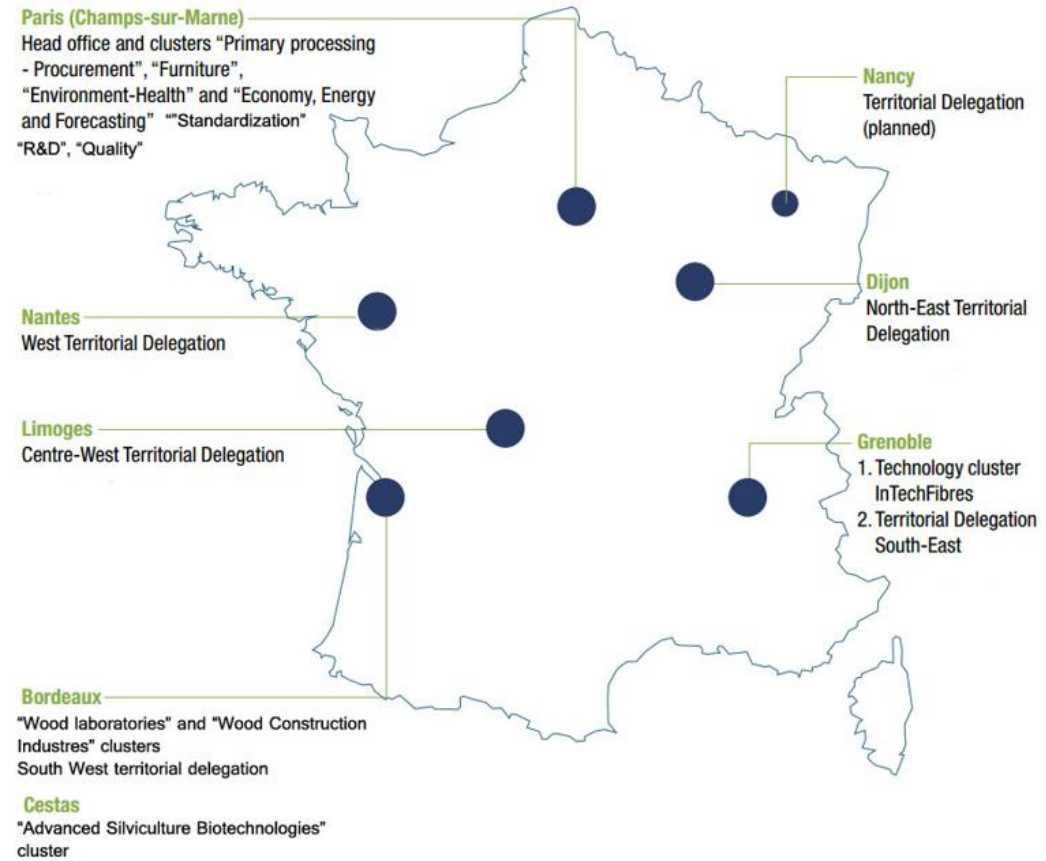 Paris (Champs-sur-Marne)
Head office and clusters “Primary processing
- Procurement”, “Furniture”,
“Environment-Health” and “Economy, Energy
and Forecasting” “"Standardization”
“R&D”, “Quality”
Nancy
Territorial Delegation
(planned)
Dijon
North-East Territorial
Delegation
Nantes
West Territorial Delegation
Limoges
Centre-West Territorial Delegation
Grenoble
1. Technology cluster
InTechFibres
2. Territorial Delegation
South-East
Bordeaux
“Wood laboratories” and “Wood Construction
Industres” clusters
South West territorial delegation
Cestas
“Advanced Silviculture Biotechnologies”
cluster